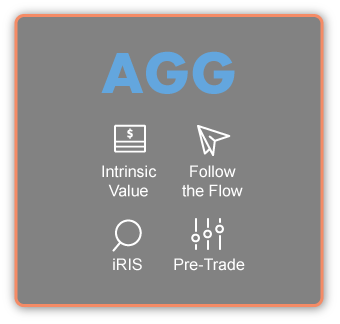 AGG
$
Intrinsic
Value
Follow
the Flow
iRIS
Pre-Trade